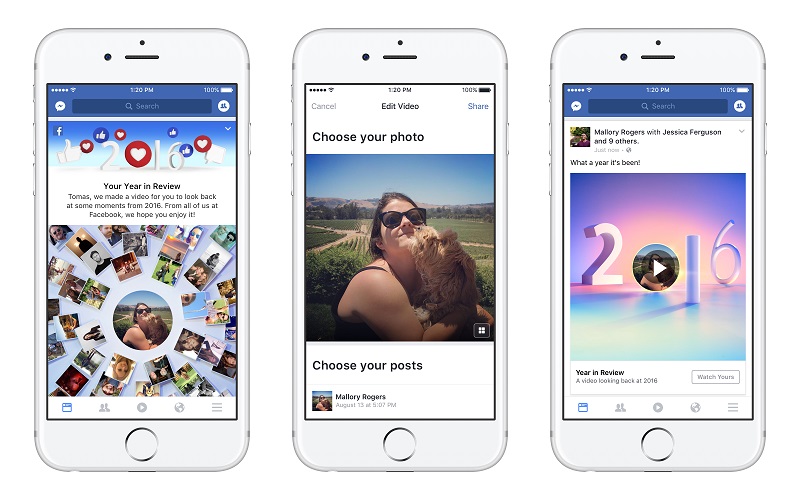 1:20 PM
100%
Search
f
2016
Your Year in Review
Tomas, we made a video for you to look back
at some moments from 2016. From all of us at
Facebook, we hope you enjoy it!
1:20 PM
100%
Cancel
Edit Video
Share
Choose your photo
Choose your posts
Mallory Rogers
August 13 at 5:07 PM
1:20 PM
100%
Search
Mallory Rogers with Jessica Ferguson
and 9 others.
Just now
What a year it's been!
2016
Year in Review
A video looking back at 2016
Watch Yours